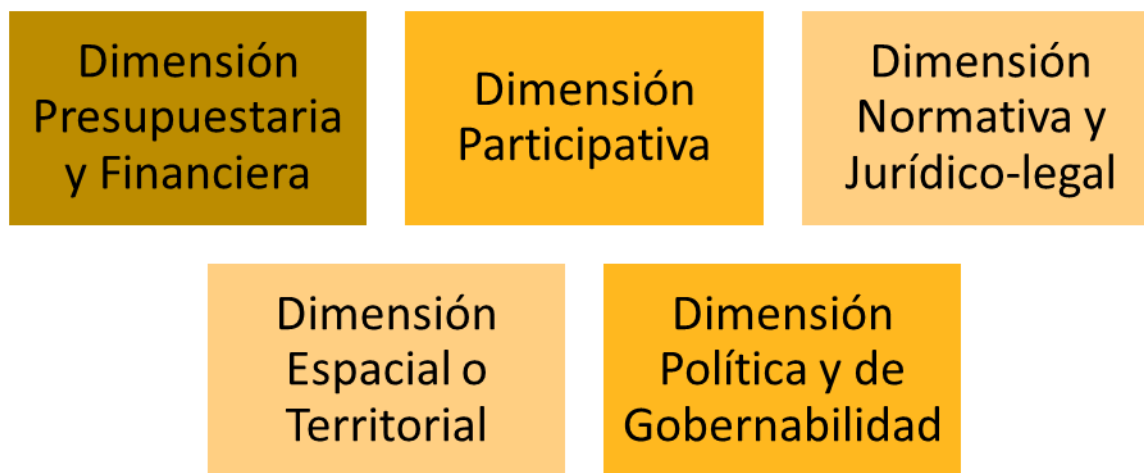 Dimensión
Presupuestaria
y Financiera
Dimensión
Participativa
Dimensión
Normativa y
Jurídico-legal
Dimensión
Espacial o
Territorial
Dimensión
Política y de
Gobernabilidad